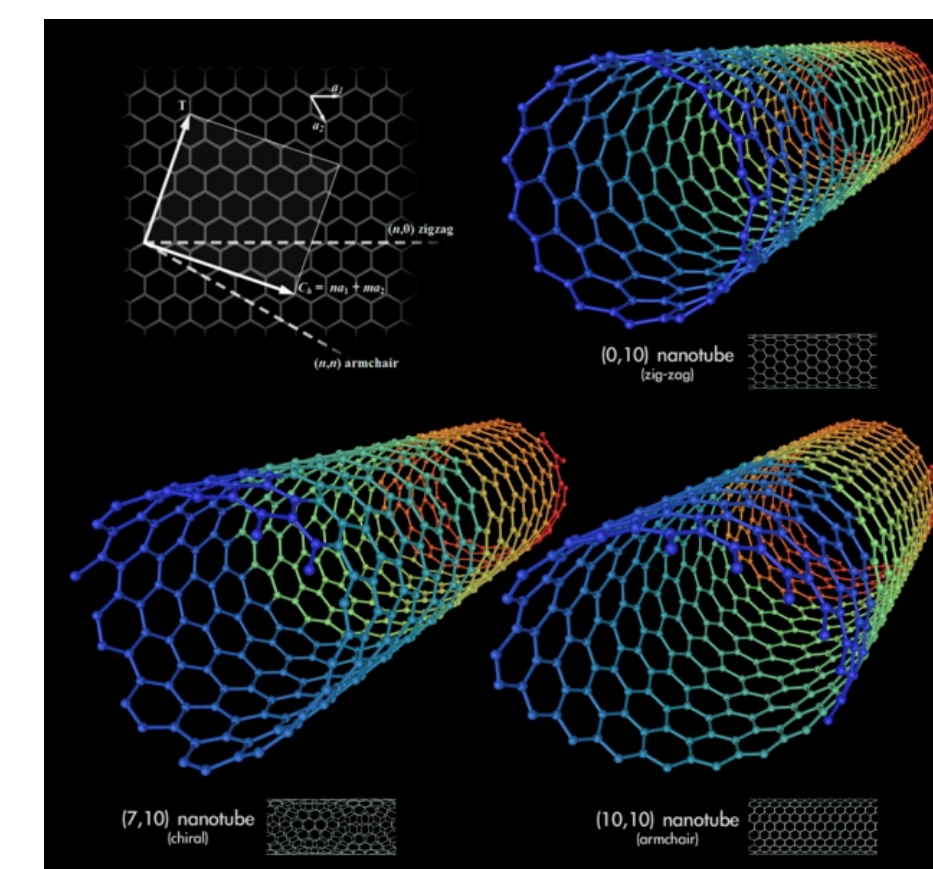 T
a1
a2
(n,0) zigzag
Ch = na1 + ma2
(n,n) armchair
(0,10) nanotube
(zig-zag)
(7,10) nanotube
(chiral)
(10,10) nanotube
(armchair)